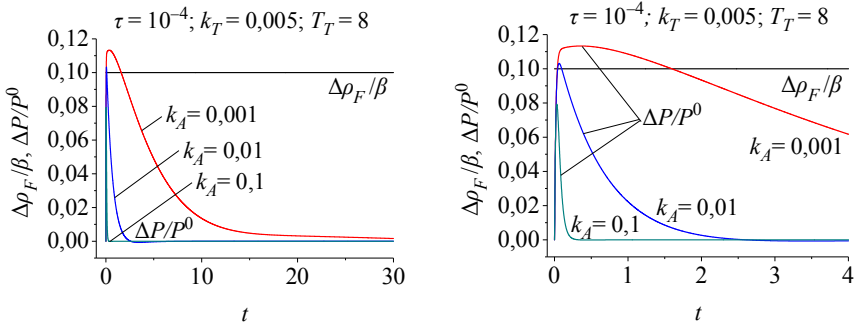 τ = 10⁻⁴; k_T = 0,005; T_T = 8
Δρ_F/β, ΔP/P⁰
0,12
0,10
0,08
0,06
0,04
0,02
0,00
Δρ_F/β
k_A = 0,001
k_A = 0,01
k_A = 0,1
ΔP/P⁰
0 10 20 30
t
τ = 10⁻⁴; k_T = 0,005; T_T = 8
Δρ_F/β, ΔP/P⁰
0,12
0,10
0,08
0,06
0,04
0,02
0,00
Δρ_F/β
ΔP/P⁰
k_A = 0,001
k_A = 0,01
k_A = 0,1
0 1 2 3 4
t